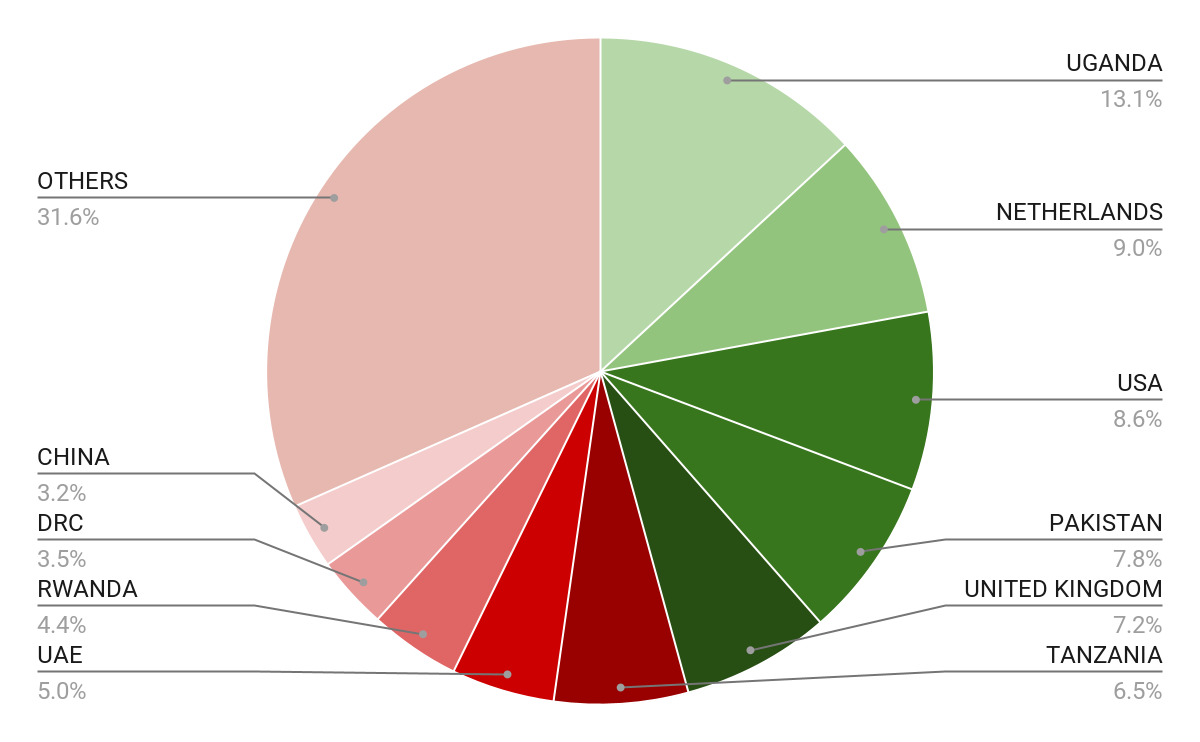 UGANDA
13.1%
NETHERLANDS
9.0%
USA
8.6%
PAKISTAN
7.8%
UNITED KINGDOM
7.2%
TANZANIA
6.5%
OTHERS
31.6%
CHINA
3.2%
DRC
3.5%
RWANDA
4.4%
UAE
5.0%